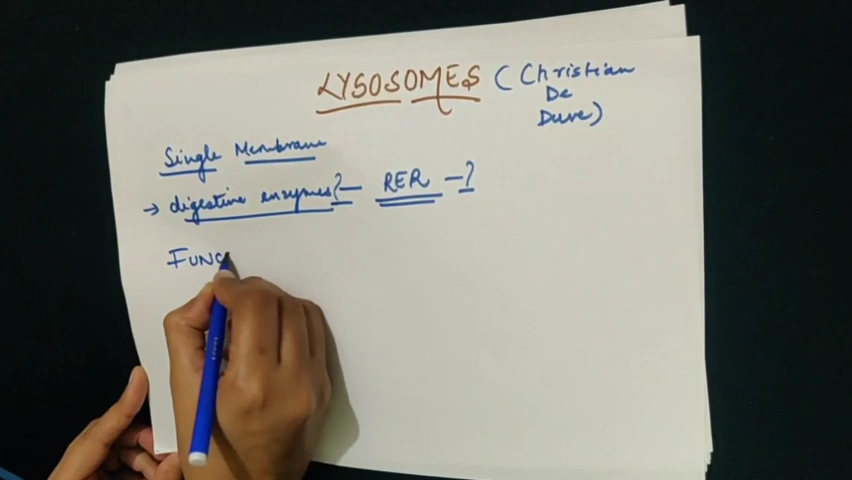 LYSOSOMES (Christian
De
Duve)
Single Membrane
→ digestive enzymes? — RER —?
FUNC